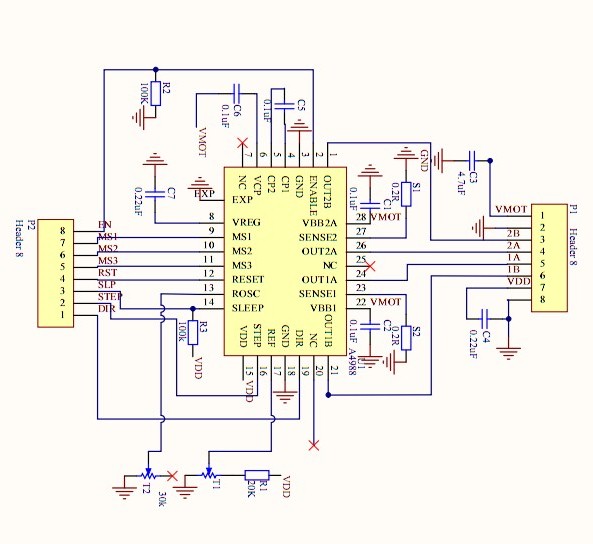 R2
100K
C6
0.1uF
VMOT
C5
0.1uF
7
6
5
4
3
2
1
NC
VCP
CP2
CP1
GND
ENABLE
OUT2B
GND
C3
4.7uF
C7
0.22uF
EXP
EXP
C1
0.1uF
S1
0.2R
P1
Header 8
VMOT
1
2
2B
3
2A
4
1A
5
1B
6
VDD
7
8
P2
Header 8
8
EN
7
MS1
6
MS2
5
MS3
4
RST
3
SLP
2
STEP
1
DIR
8
VREG
VBB2A
28
VMOT
9
MS1
SENSE2
27
10
MS2
OUT2A
26
11
MS3
NC
25
12
RESET
OUT1A
24
13
ROSC
SENSE1
23
14
SLEEP
VBB1
22
VMOT
STEP
REF
GND
DIR
NC
OUT1B
15
16
17
18
19
20
21
VDD
U1
A4988
R3
100k
VDD
C2
0.1uF
S2
0.2R
C4
0.22uF
T2
30k
T1
R1
20K
VDD